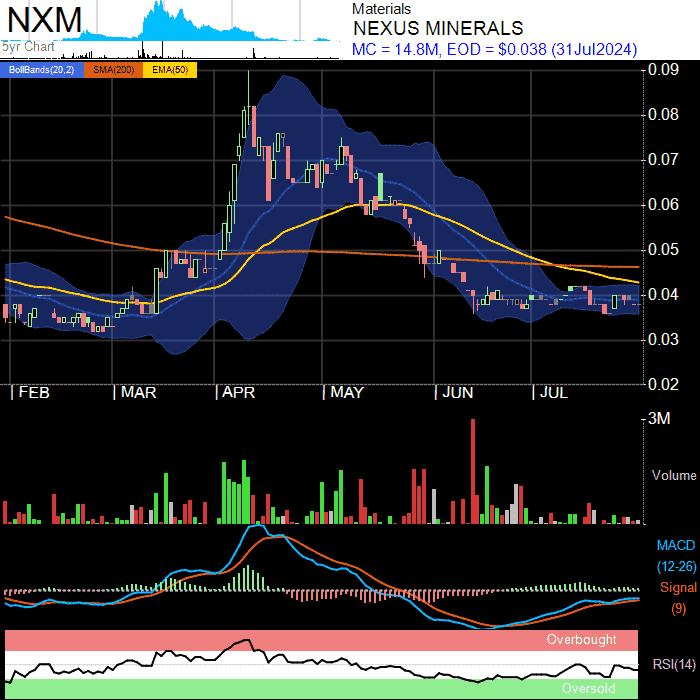 NXM
5yr Chart
Materials
NEXUS MINERALS
MC = 14.8M, EOD = $0.038 (31Jul2024)
BollBands(20,2) SMA(200) EMA(50)
0.09
0.08
0.07
0.06
0.05
0.04
0.03
0.02
FEB MAR APR MAY JUN JUL
3M
Volume
MACD
(12-26)
Signal
(9)
Overbought
RSI(14)
Oversold